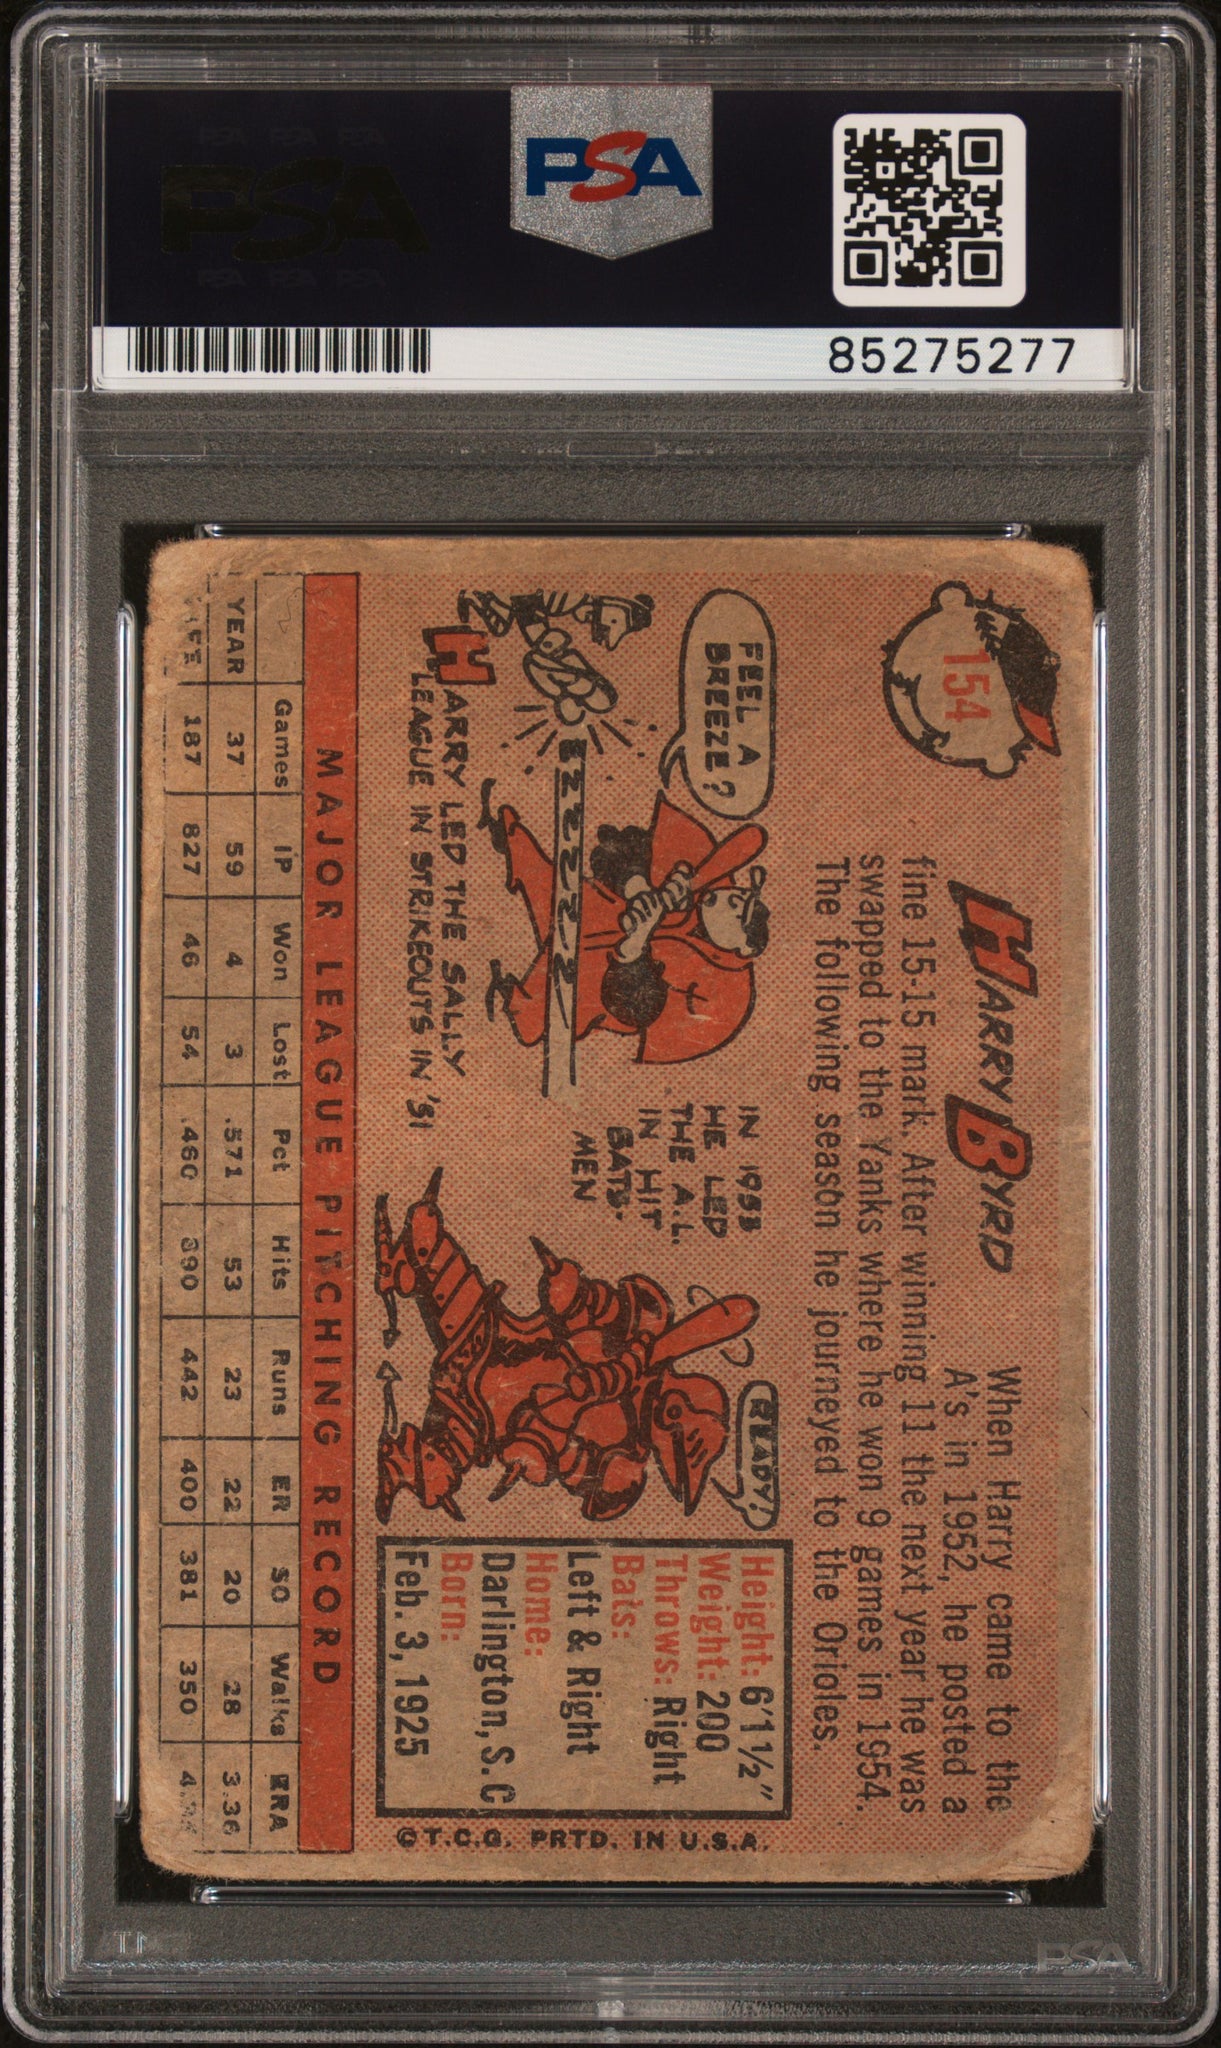 PSA
PSA
85275277
154
HARRY BYRD
When Harry came to the
A's in 1952, he posted a
fine 15-15 mark. After winning 11 the next year he was
swapped to the Yanks where he won 9 games in 1954.
The following season he journeyed to the Orioles.
FEEL A
BREEZE?
HARRY LED THE SALLY
LEAGUE IN STRIKEOUTS IN '51
IN 1953
HE LED
THE A.L.
IN HIT
BATS-
MEN
READY!
Height: 6'1½"
Weight: 200
Throws: Right
Bats:
Left & Right
Home:
Darlington, S.C
Born:
Feb. 3, 1925
©T.C.G. PRTD. IN U.S.A.
MAJOR LEAGUE PITCHING RECORD
Games IP Won Lost Pct Hits Runs ER SO Walks ERA
YEAR 37 59 4 3 .571 53 23 22 20 28 3.36
187 827 46 54 .460 890 442 400 381 350
PSA